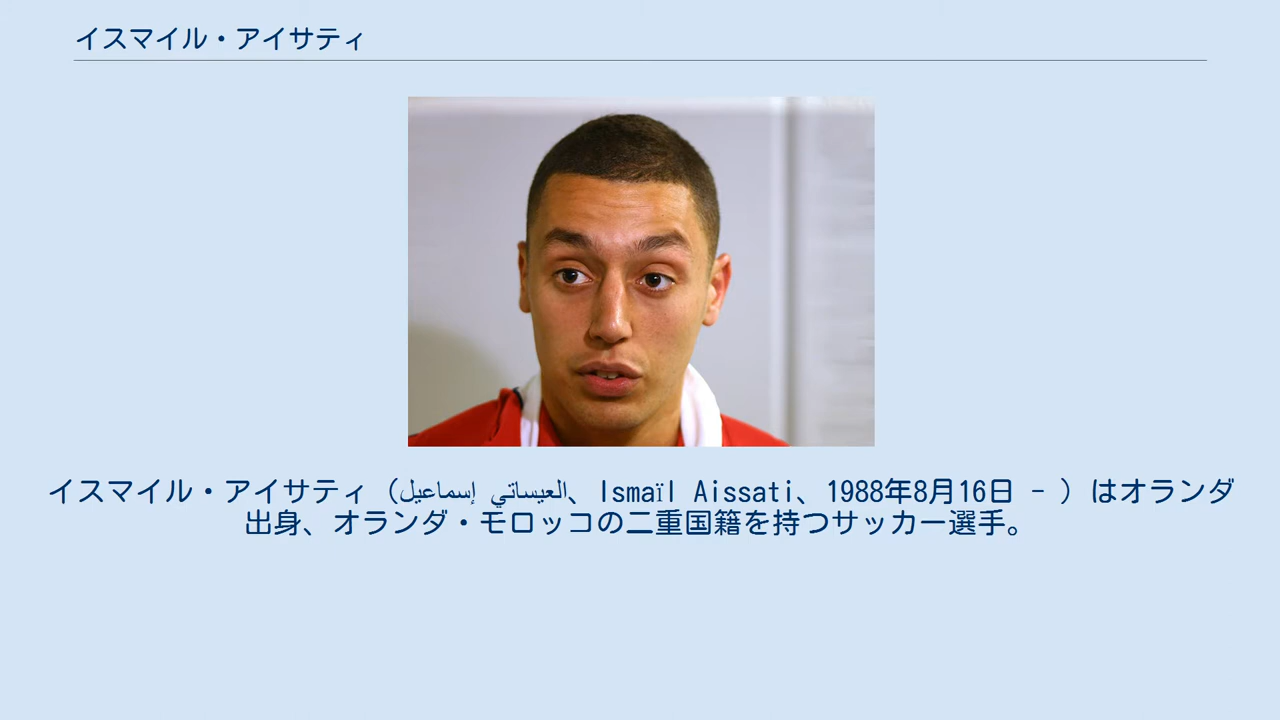 イスマイル・アイサティ
イスマイル・アイサティ（إسماعيل العيساتي、Ismaïl Aissati、1988年8月16日 - ）はオランダ
出身、オランダ・モロッコの二重国籍を持つサッカー選手。